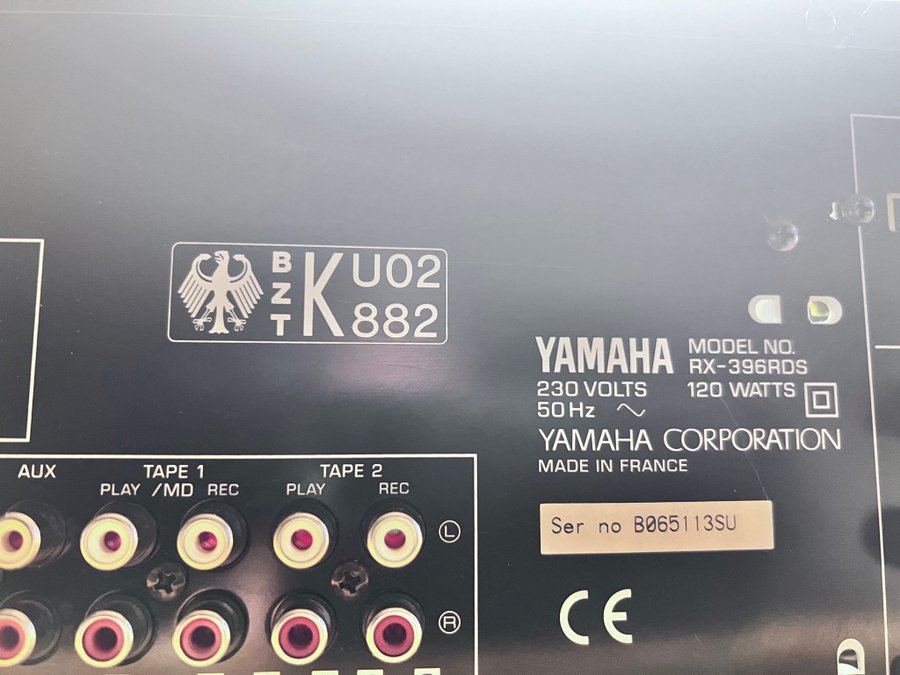 B
Z
T
K
U02
882
YAMAHA
MODEL NO.
RX-396RDS
230 VOLTS
120 WATTS
50Hz ~
YAMAHA CORPORATION
MADE IN FRANCE
Ser no B065113SU
CE
AUX
TAPE 1
TAPE 2
PLAY /MD REC
PLAY
REC
L
R